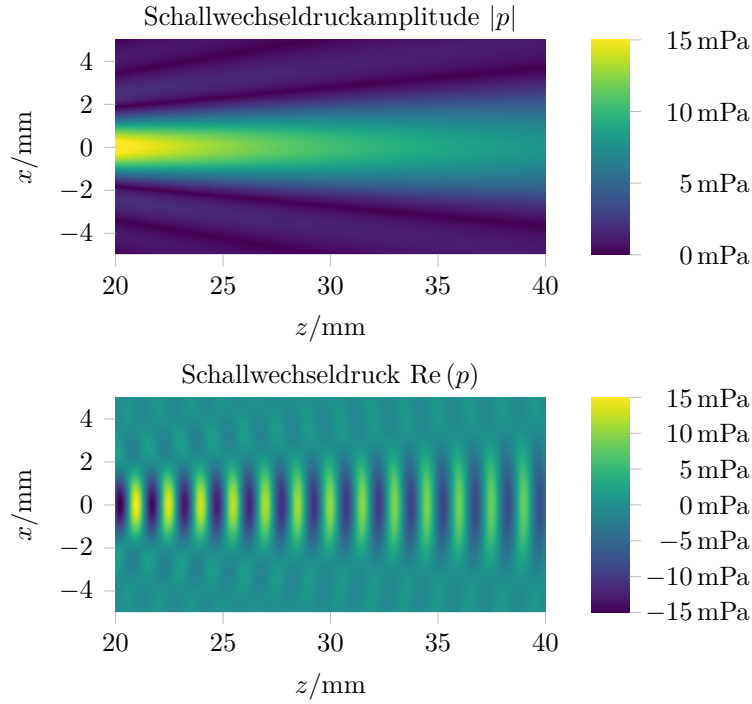 Schallwechseldruckamplitude |p|
4
2
0
−2
−4
x/mm
20 25 30 35 40
z/mm
15 mPa
10 mPa
5 mPa
0 mPa
Schallwechseldruck Re (p)
4
2
0
−2
−4
x/mm
20 25 30 35 40
z/mm
15 mPa
10 mPa
5 mPa
0 mPa
−5 mPa
−10 mPa
−15 mPa